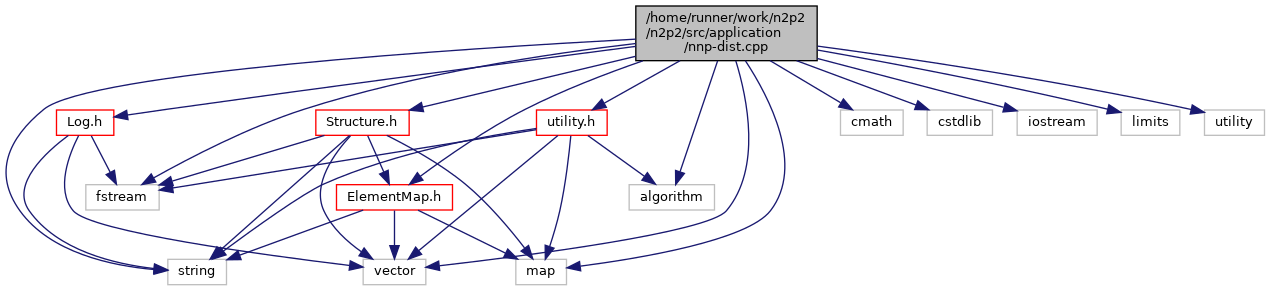 /home/runner/work/n2p2
/n2p2/src/application
/nnp-dist.cpp
Log.h
Structure.h
utility.h
cmath
cstdlib
iostream
limits
utility
fstream
ElementMap.h
algorithm
string
vector
map